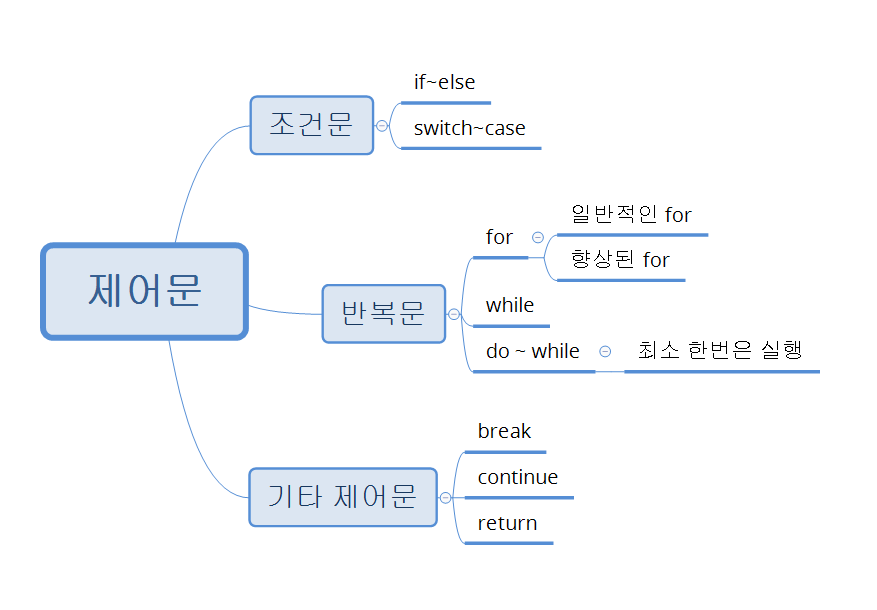 제어문
조건문
if~else
switch~case
반복문
for
일반적인 for
향상된 for
while
do ~ while
최소 한번은 실행
기타 제어문
break
continue
return